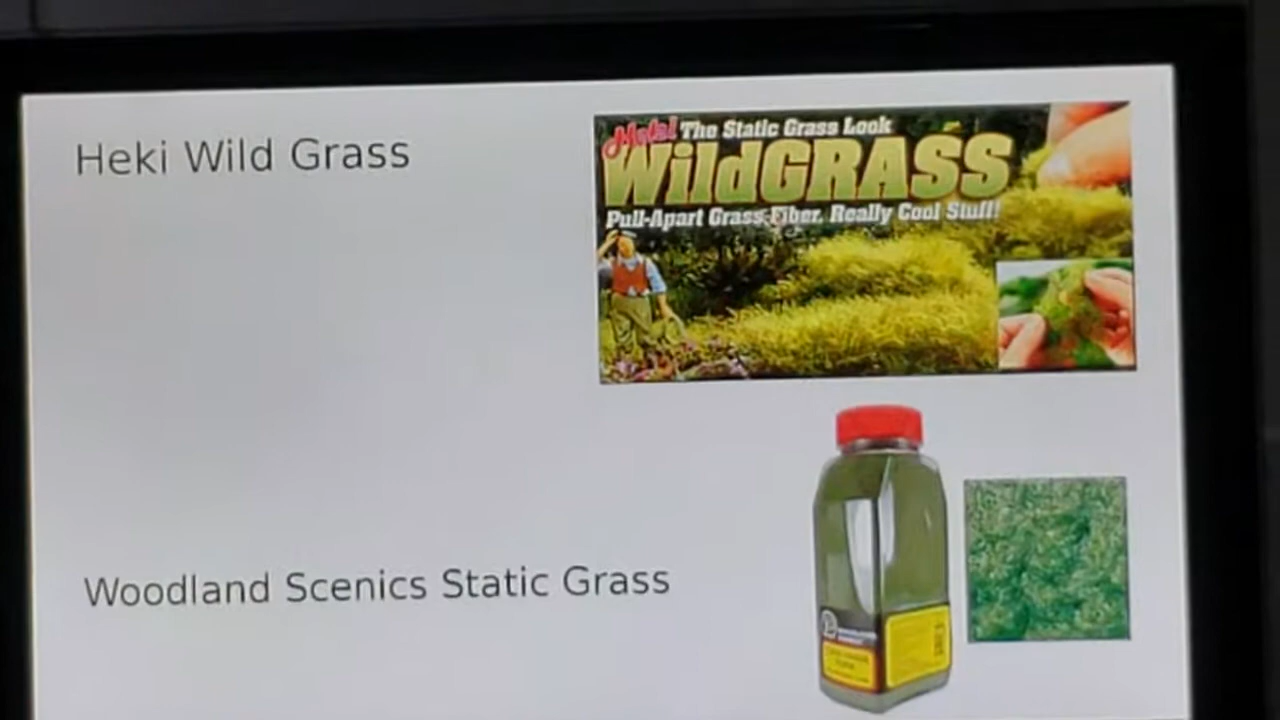 Heki Wild Grass
Heki! The Static Grass Look
WildGRASS
Pull-Apart Grass Fiber. Really Cool Stuff!
Woodland Scenics Static Grass